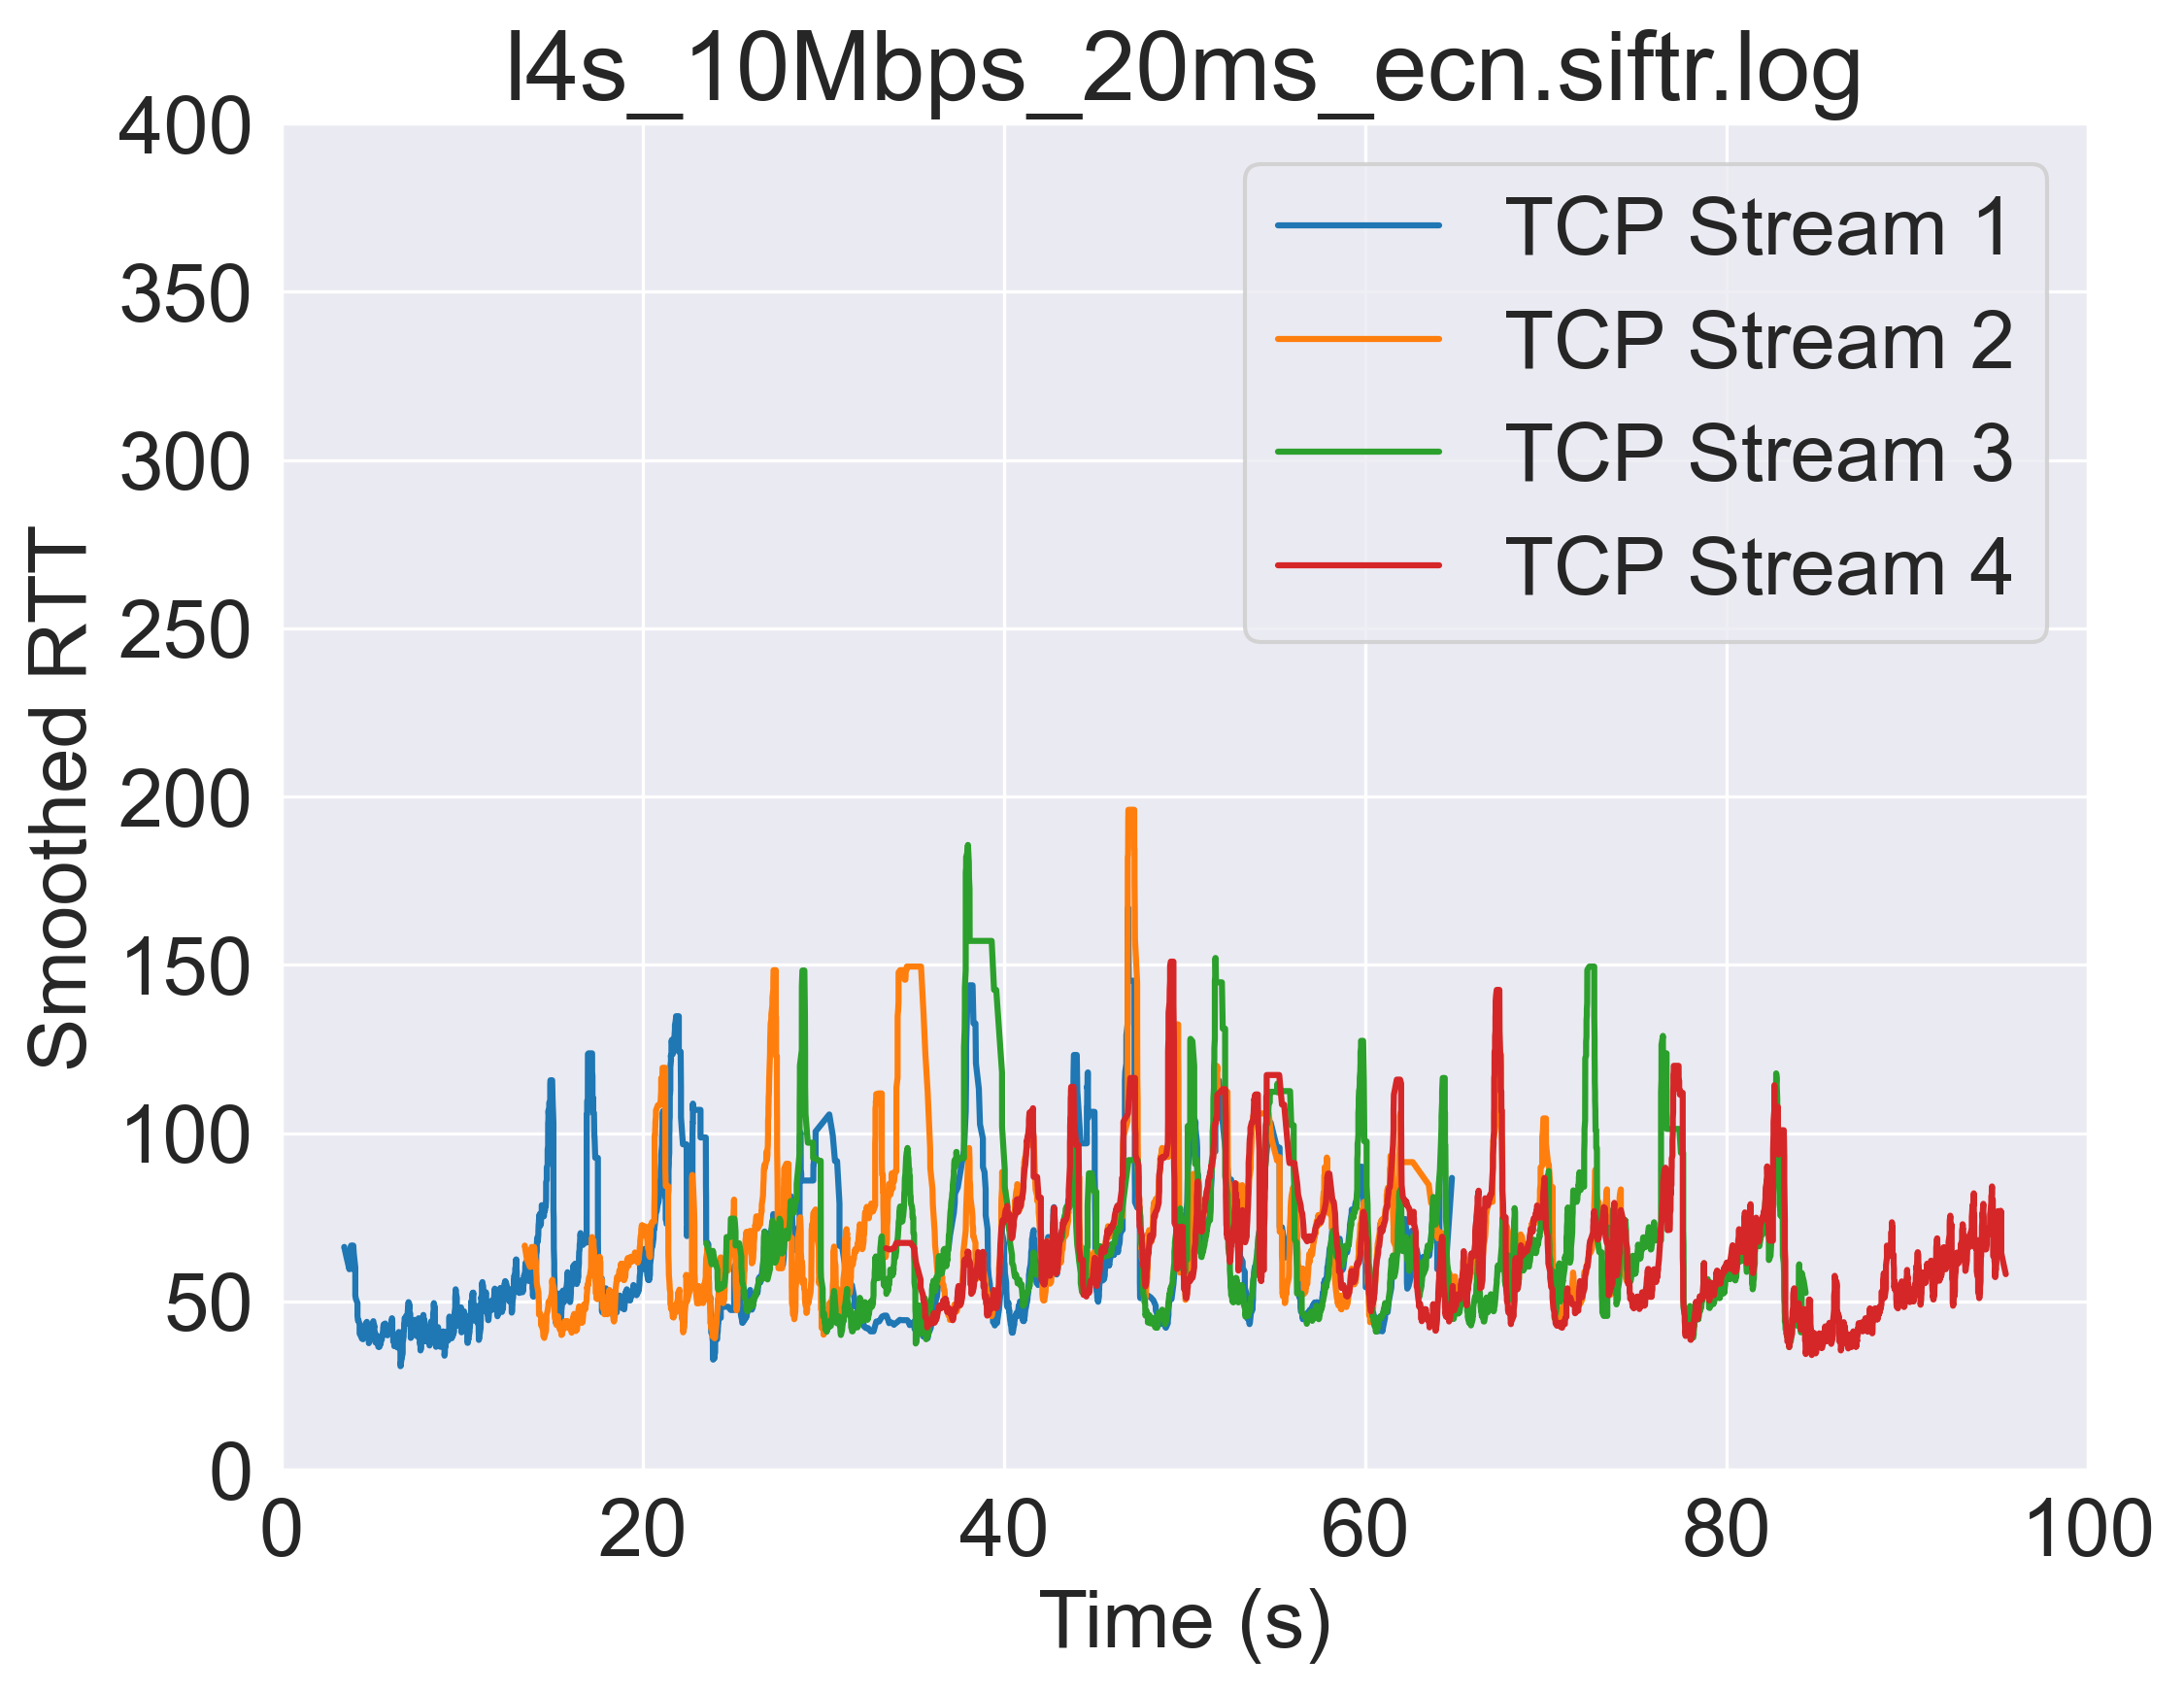 l4s_10Mbps_20ms_ecn.siftr.log
400
350
300
250
200
150
100
50
0
Smoothed RTT
TCP Stream 1
TCP Stream 2
TCP Stream 3
TCP Stream 4
0 20 40 60 80 100
Time (s)